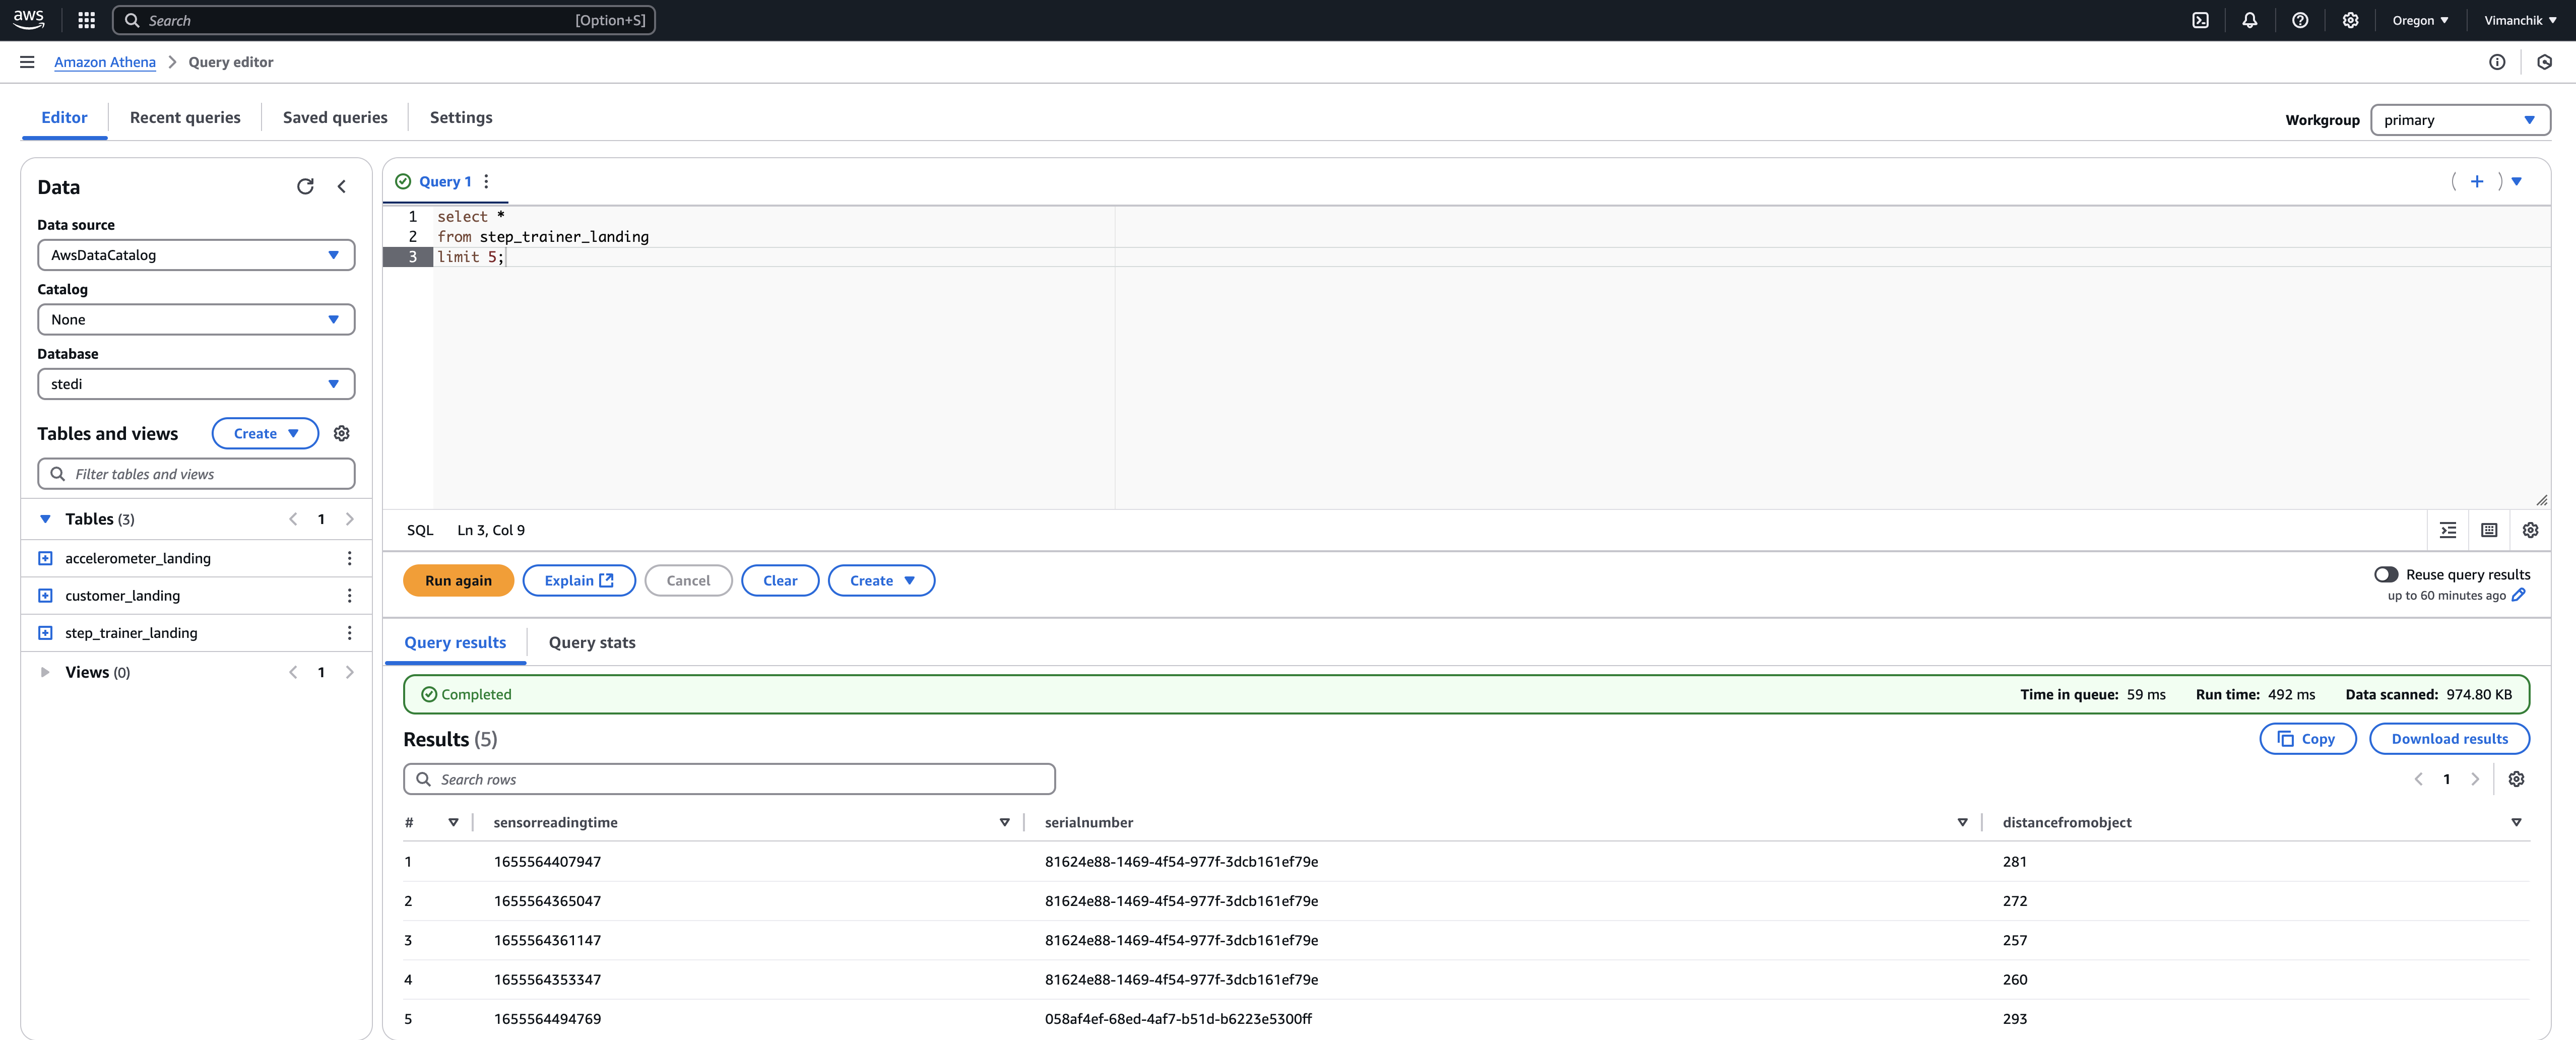 aws
Search
[Option+S]
Oregon
Vimanchik
Amazon Athena
Query editor
Editor
Recent queries
Saved queries
Settings
Workgroup
primary
Data
Data source
AwsDataCatalog
Catalog
None
Database
stedi
Tables and views
Create
Filter tables and views
Tables (3)
1
accelerometer_landing
customer_landing
step_trainer_landing
Views (0)
1
Query 1
1 select *
2 from step_trainer_landing
3 limit 5;
SQL Ln 3, Col 9
Run again
Explain
Cancel
Clear
Create
Reuse query results
up to 60 minutes ago
Query results
Query stats
Completed
Time in queue: 59 ms
Run time: 492 ms
Data scanned: 974.80 KB
Results (5)
Copy
Download results
Search rows
1
# sensorreadingtime serialnumber distancefromobject
1 1655564407947 81624e88-1469-4f54-977f-3dcb161ef79e 281
2 1655564365047 81624e88-1469-4f54-977f-3dcb161ef79e 272
3 1655564361147 81624e88-1469-4f54-977f-3dcb161ef79e 257
4 1655564353347 81624e88-1469-4f54-977f-3dcb161ef79e 260
5 1655564494769 058af4ef-68ed-4af7-b51d-b6223e5300ff 293